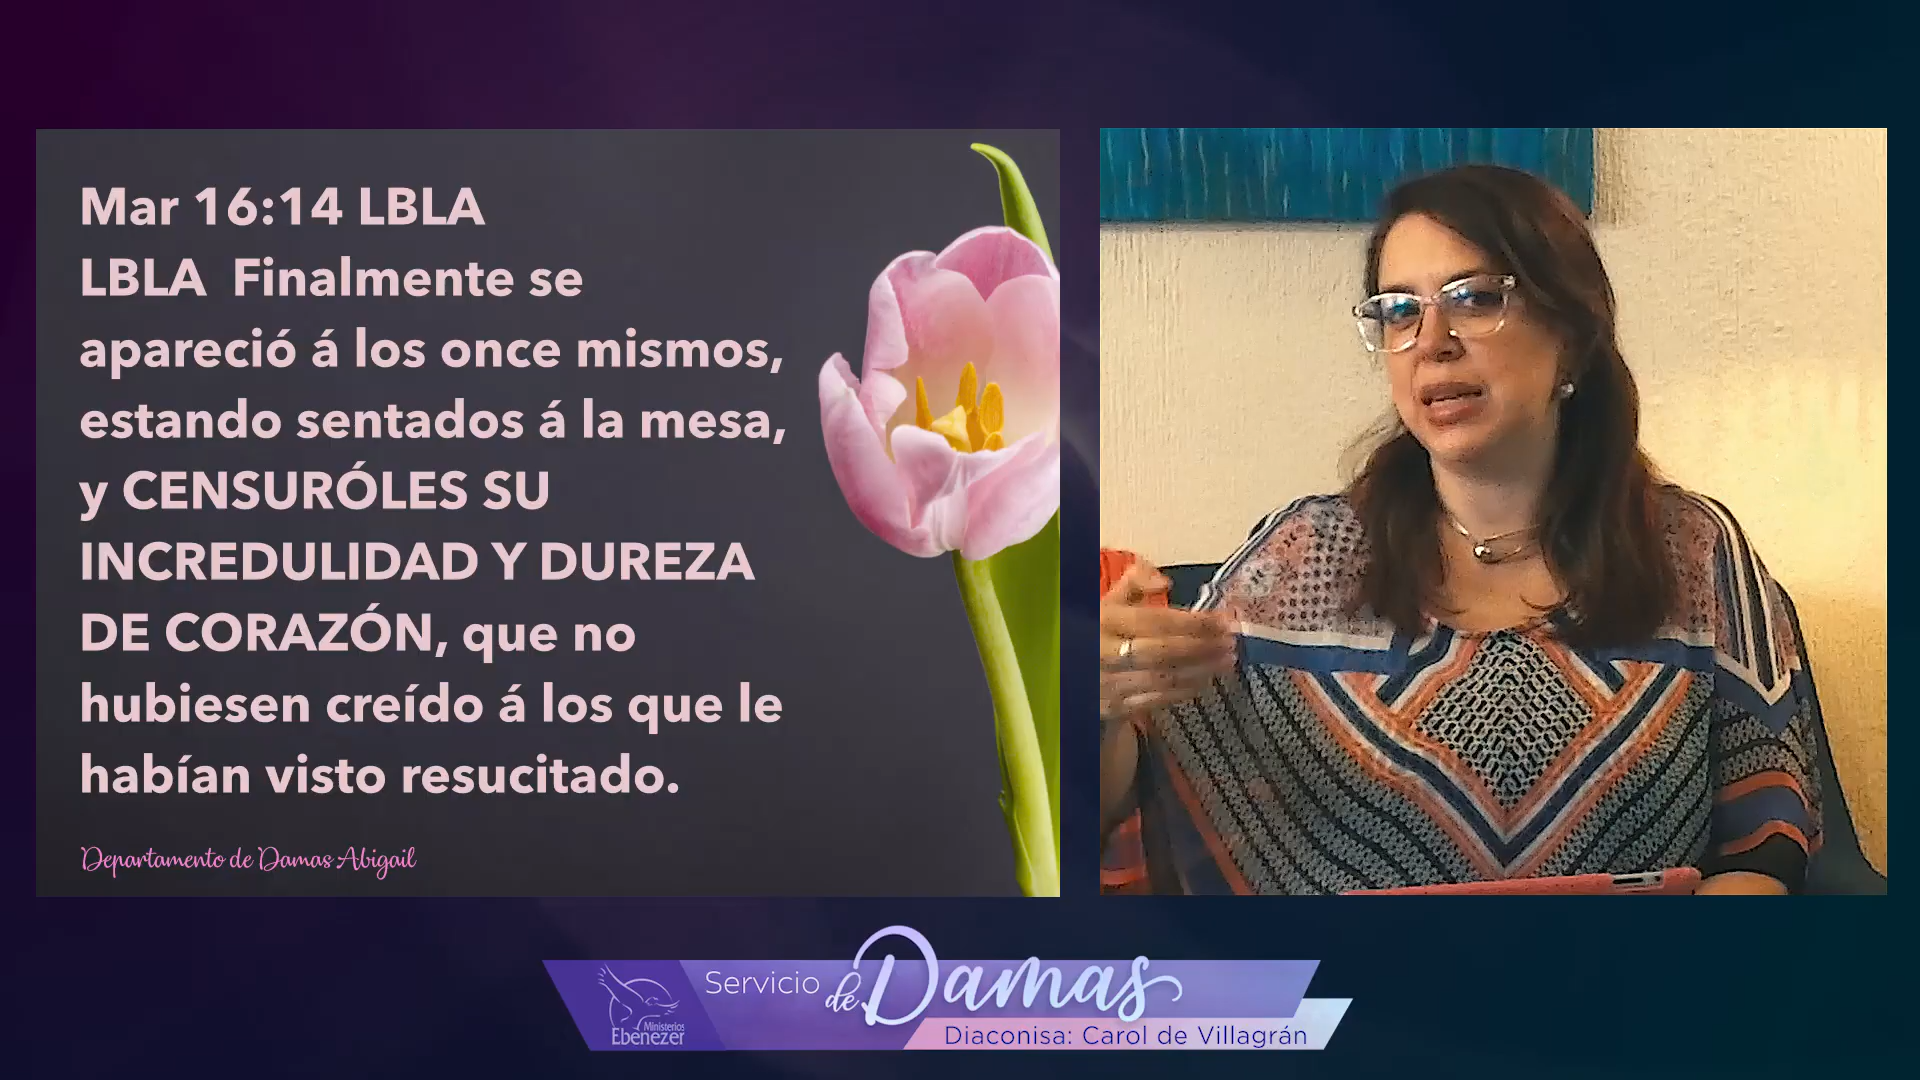 Mar 16:14 LBLA
LBLA  Finalmente se
apareció á los once mismos,
estando sentados á la mesa,
y CENSURÓLES SU
INCREDULIDAD Y DUREZA
DE CORAZÓN, que no
hubiesen creído á los que le
habían visto resucitado.
Departamento de Damas Abigail
Servicio de Damas
Ministerios
Ebenezer
Diaconisa: Carol de Villagrán